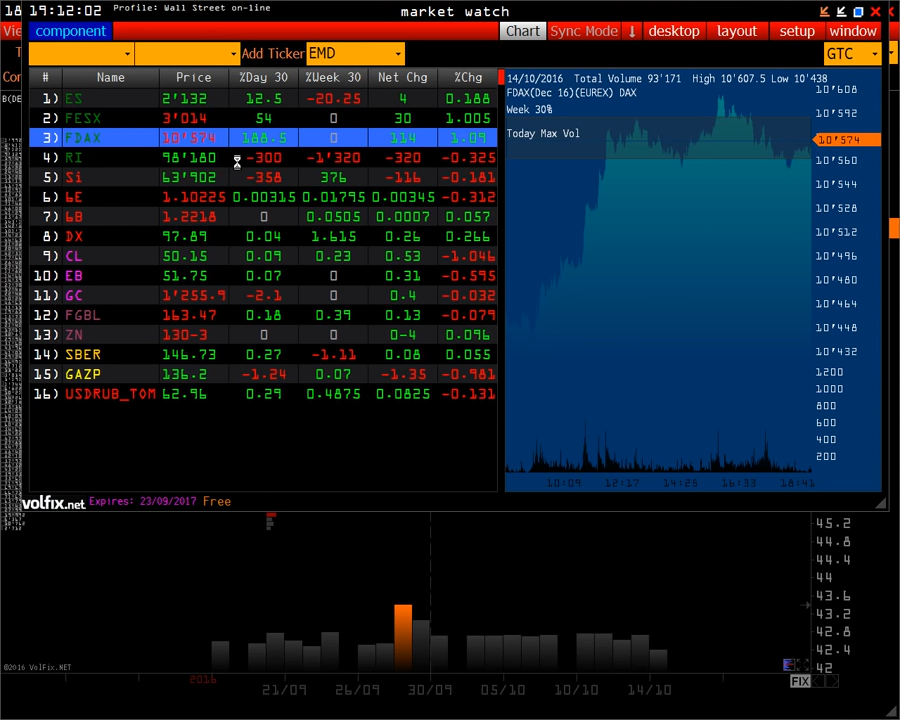 19:12:02 Profile: Wall Street on-line market watch
component Chart Sync Mode ↓ desktop layout setup window
Add Ticker EMD GTC
# Name Price %Day 30 %Week 30 Net Chg %Chg
1) ES 2'132 12.5 -20.25 4 0.188
2) FESX 3'014 54 0 30 1.005
3) FDAX 10'574 188.5 0 114 1.09
4) RI 98'180 -300 -1'320 -320 -0.325
5) Si 63'902 -358 376 -116 -0.181
6) 6E 1.10225 0.00315 0.01795 0.00345 -0.312
7) 6B 1.2218 0 0.0505 0.0007 0.057
8) DX 97.89 0.04 1.615 0.26 0.266
9) CL 50.15 0.09 0.23 0.53 -1.046
10) EB 51.75 0.07 0 0.31 -0.595
11) GC 1'255.9 -2.1 0 0.4 -0.032
12) FGBL 163.47 0.18 0.39 0.13 -0.079
13) ZN 130-3 0 0 0-4 0.096
14) SBER 146.73 0.27 -1.11 0.08 0.055
15) GAZP 136.2 -1.24 0.07 -1.35 -0.981
16) USDRUB_TOM 62.96 0.29 0.4875 0.0825 -0.131
14/10/2016 Total Volume 93'171 High 10'607.5 Low 10'438
FDAX(Dec 16)(EUREX) DAX
Week 30%
Today Max Vol
10'608
10'592
10'574
10'560
10'544
10'528
10'512
10'496
10'480
10'464
10'448
10'432
1200
1000
800
600
400
200
10:09 12:17 14:25 16:33 18:41
volfix.net Expires: 23/09/2017 Free
45.2
44.8
44.4
44
43.6
43.2
42.8
42.4
42
©2016 VolFix.NET
FIX
2016 21/09 26/09 30/09 05/10 10/10 14/10